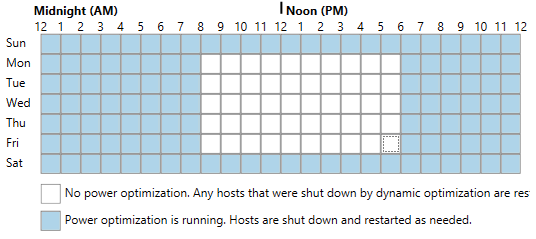 Midnight (AM) Noon (PM)
12 1 2 3 4 5 6 7 8 9 10 11 12 1 2 3 4 5 6 7 8 9 10 11 12
Sun
Mon
Tue
Wed
Thu
Fri
Sat
No power optimization. Any hosts that were shut down by dynamic optimization are res
Power optimization is running. Hosts are shut down and restarted as needed.